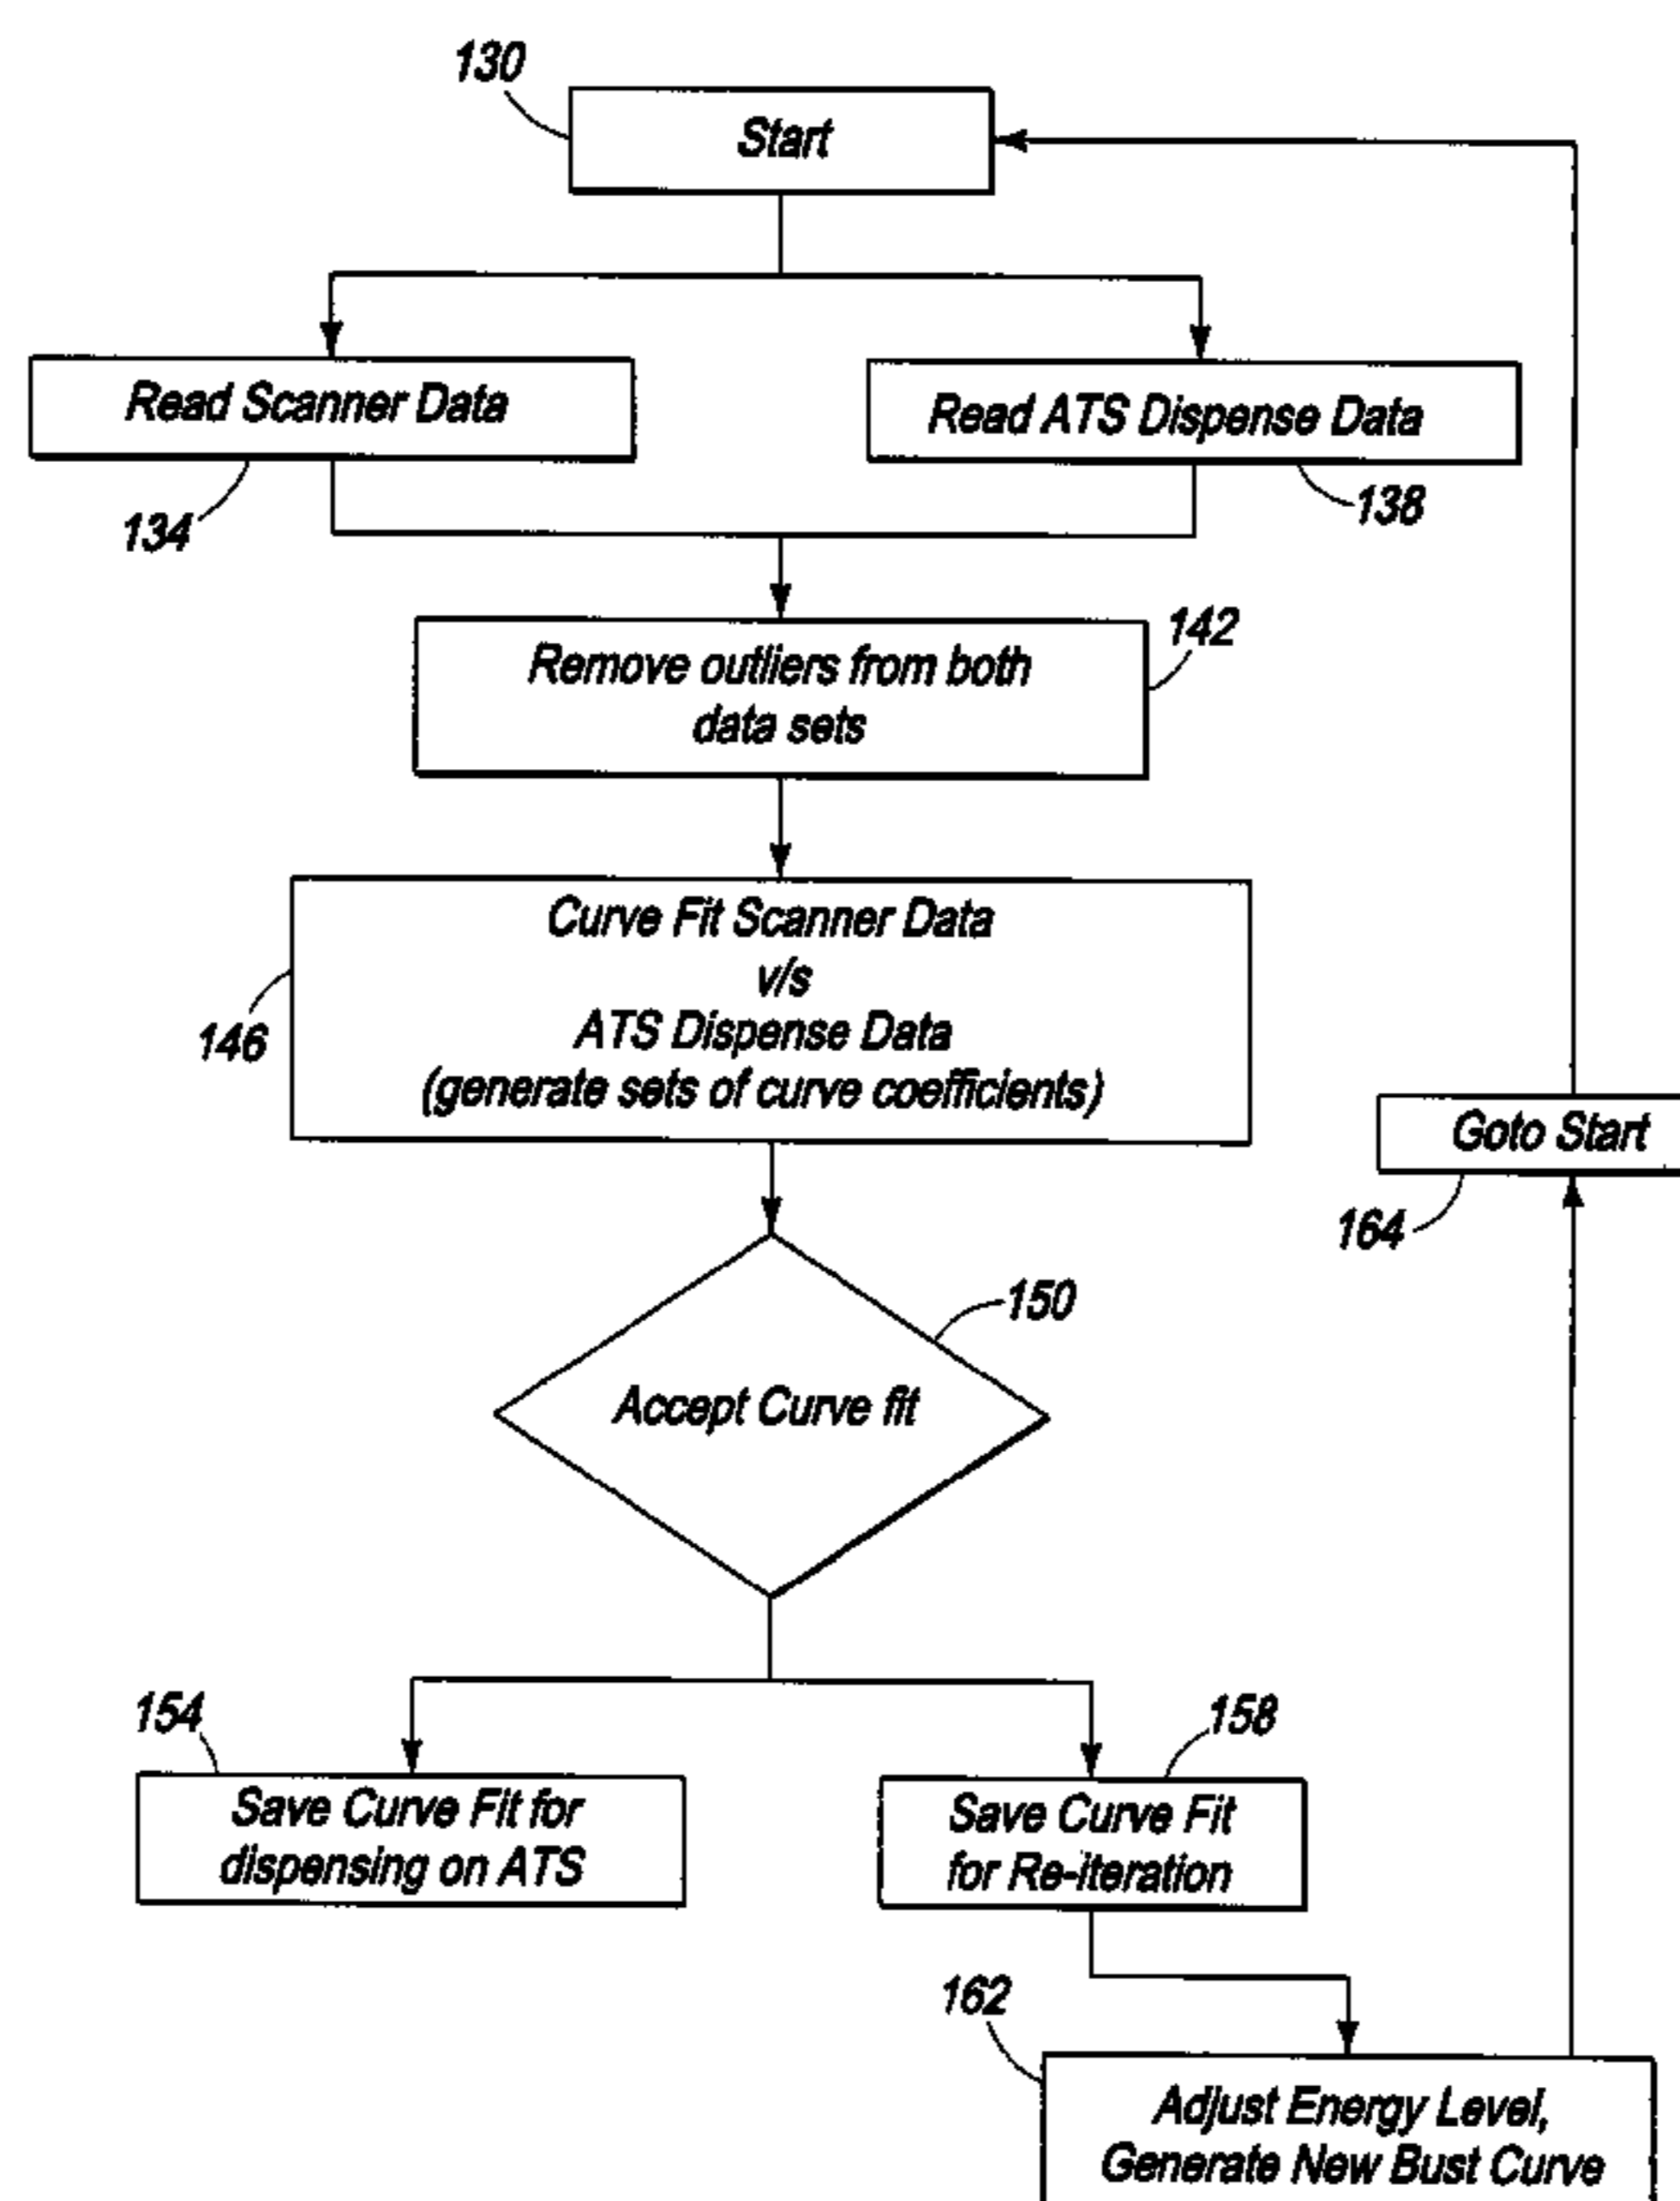 130
Start
Read Scanner Data
Read ATS Dispense Data
134
138
142
Remove outliers from both
data sets
Curve Fit Scanner Data
v/s
ATS Dispense Data
(generate sets of curve coefficients)
146
Goto Start
164
150
Accept Curve fit
154
158
Save Curve Fit for
dispensing on ATS
Save Curve Fit
for Re-iteration
162
Adjust Energy Level,
Generate New Bust Curve